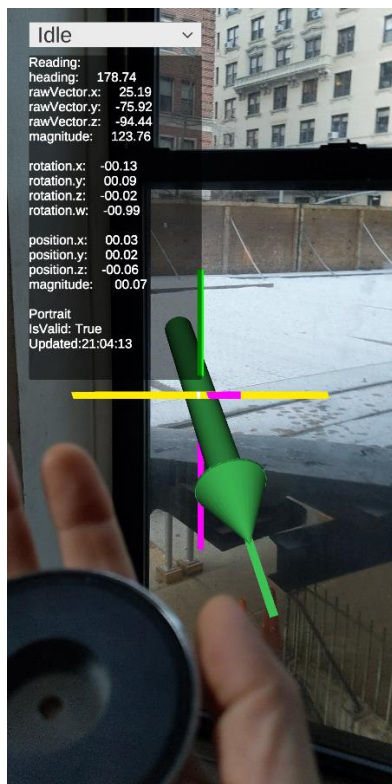 Idle
Reading:
heading: 178.74
rawVector.x: 25.19
rawVector.y: -75.92
rawVector.z: -94.44
magnitude: 123.76
rotation.x: -00.13
rotation.y: 00.09
rotation.z: -00.02
rotation.w: -00.99
position.x: 00.03
position.y: 00.02
position.z: -00.06
magnitude: 00.07
Portrait
IsValid: True
Updated:21:04:13